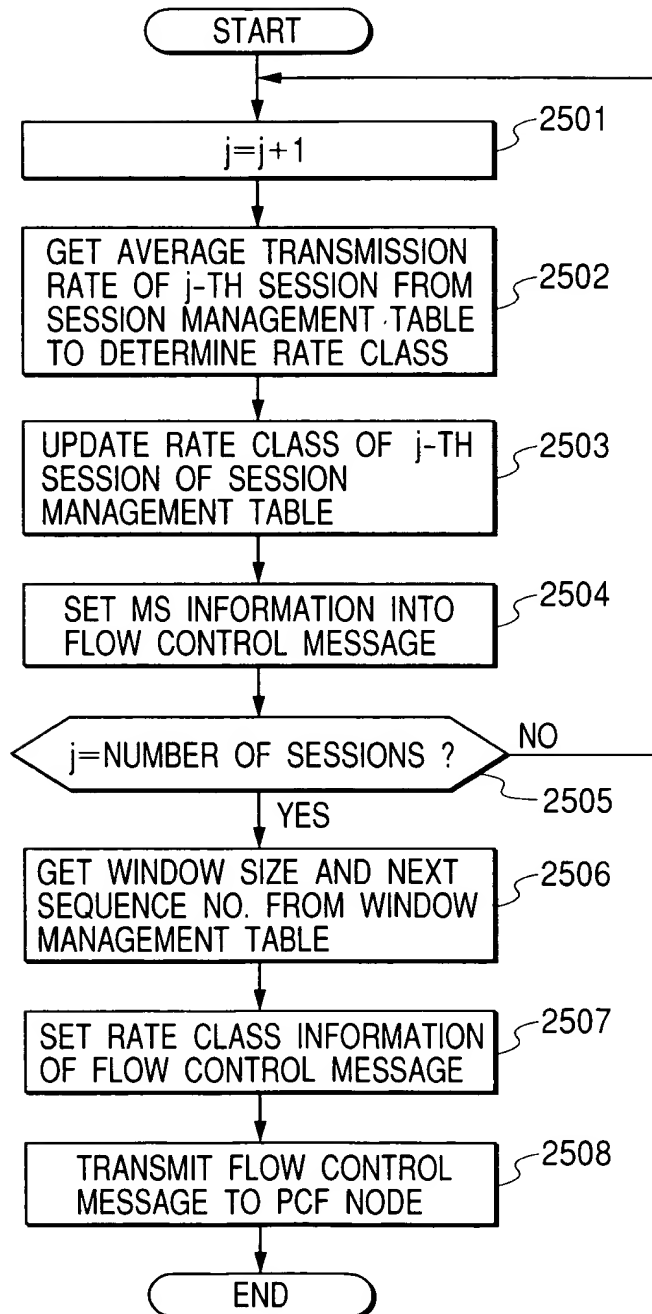 START
j=j+1
2501
GET AVERAGE TRANSMISSION
RATE OF j-TH SESSION FROM
SESSION MANAGEMENT TABLE
TO DETERMINE RATE CLASS
2502
UPDATE RATE CLASS OF j-TH
SESSION OF SESSION
MANAGEMENT TABLE
2503
SET MS INFORMATION INTO
FLOW CONTROL MESSAGE
2504
j=NUMBER OF SESSIONS ?
NO
2505
YES
GET WINDOW SIZE AND NEXT
SEQUENCE NO. FROM WINDOW
MANAGEMENT TABLE
2506
SET RATE CLASS INFORMATION
OF FLOW CONTROL MESSAGE
2507
TRANSMIT FLOW CONTROL
MESSAGE TO PCF NODE
2508
END